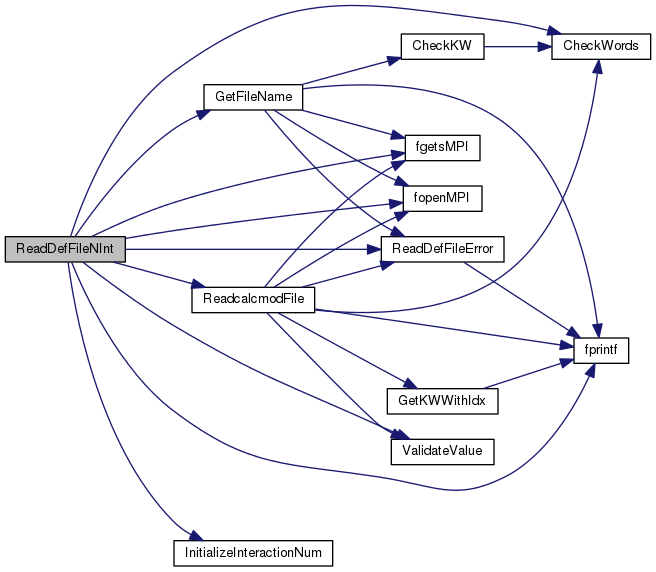 CheckKW
CheckWords
GetFileName
fgetsMPI
fopenMPI
ReadDefFileNInt
ReadDefFileError
ReadcalcmodFile
fprintf
GetKWWithIdx
ValidateValue
InitializeInteractionNum